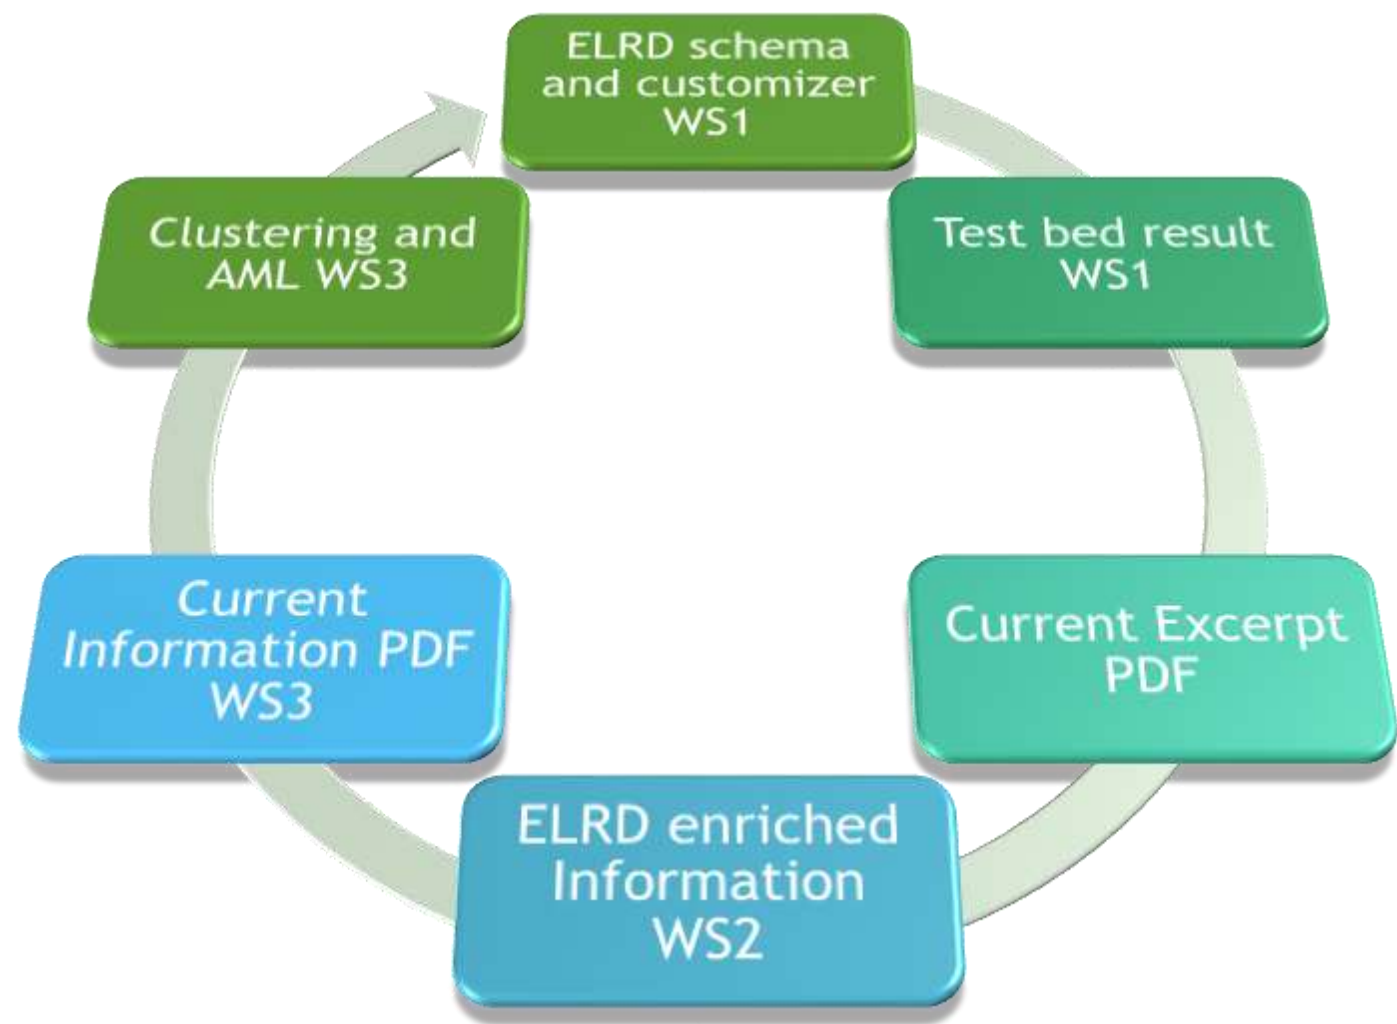 ELRD schema
and customizer
WS1
Test bed result
WS1
Current Excerpt
PDF
ELRD enriched
Information
WS2
Current
Information PDF
WS3
Clustering and
AML WS3